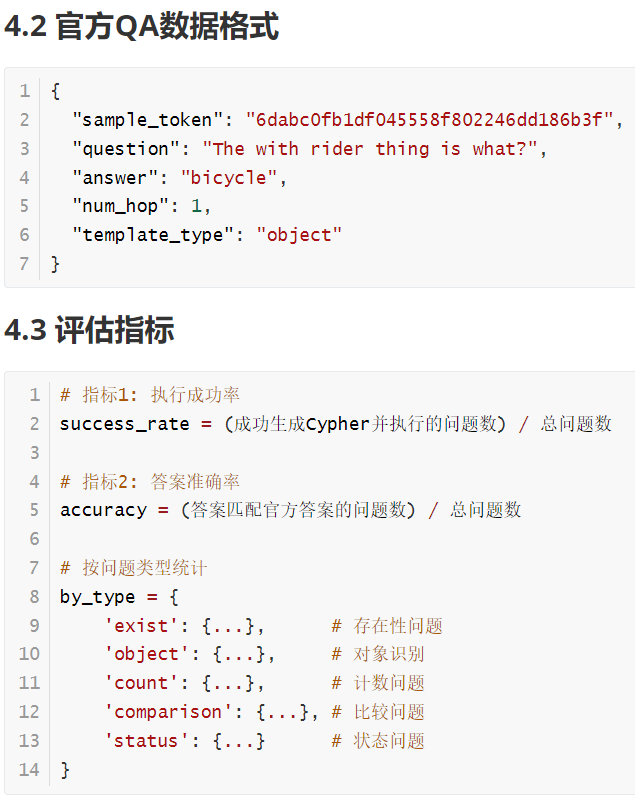 4.2 官方QA数据格式
1 {
2   "sample_token": "6dabc0fb1df045558f802246dd186b3f",
3   "question": "The with rider thing is what?",
4   "answer": "bicycle",
5   "num_hop": 1,
6   "template_type": "object"
7 }
4.3 评估指标
1 # 指标1: 执行成功率
2 success_rate = (成功生成Cypher并执行的问题数) / 总问题数
3
4 # 指标2: 答案准确率
5 accuracy = (答案匹配官方答案的问题数) / 总问题数
6
7 # 按问题类型统计
8 by_type = {
9     'exist': {...},      # 存在性问题
10     'object': {...},     # 对象识别
11     'count': {...},      # 计数问题
12     'comparison': {...}, # 比较问题
13     'status': {...}      # 状态问题
14 }